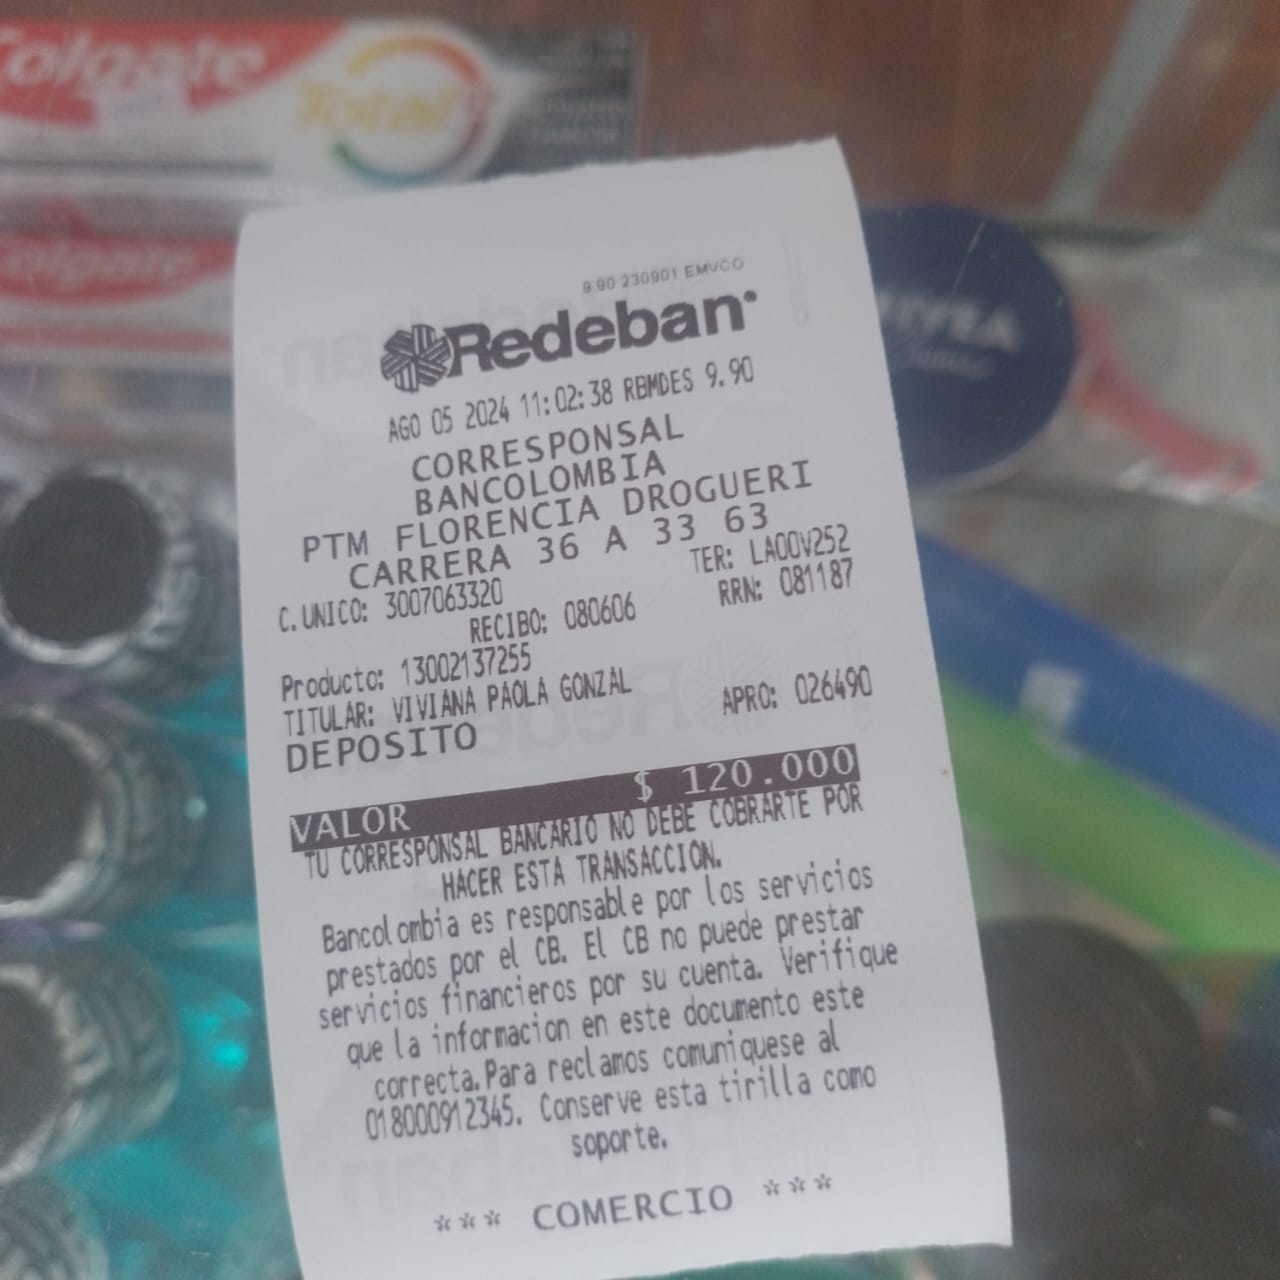 Colgate
Total
Colgate
NIVEA
Creme
9.90 230901 EMVCO
Redeban
AGO 05 2024 11:02:38 RBMDES 9.90
CORRESPONSAL
BANCOLOMBIA
PTM FLORENCIA DROGUERI
CARRERA 36 A 33 63
C.UNICO: 3007063320 TER: LA00V252
RECIBO: 080606 RRN: 081187
Producto: 13002137255
TITULAR: VIVIANA PAOLA GONZAL
DEPOSITO APRO: 026490
VALOR $ 120.000
TU CORRESPONSAL BANCARIO NO DEBE COBRARTE POR
HACER ESTA TRANSACCION.
Bancolombia es responsable por los servicios
prestados por el CB. El CB no puede prestar
servicios financieros por su cuenta. Verifique
que la informacion en este documento este
correcta.Para reclamos comuniquese al
018000912345. Conserve esta tirilla como
soporte.
*** COMERCIO ***